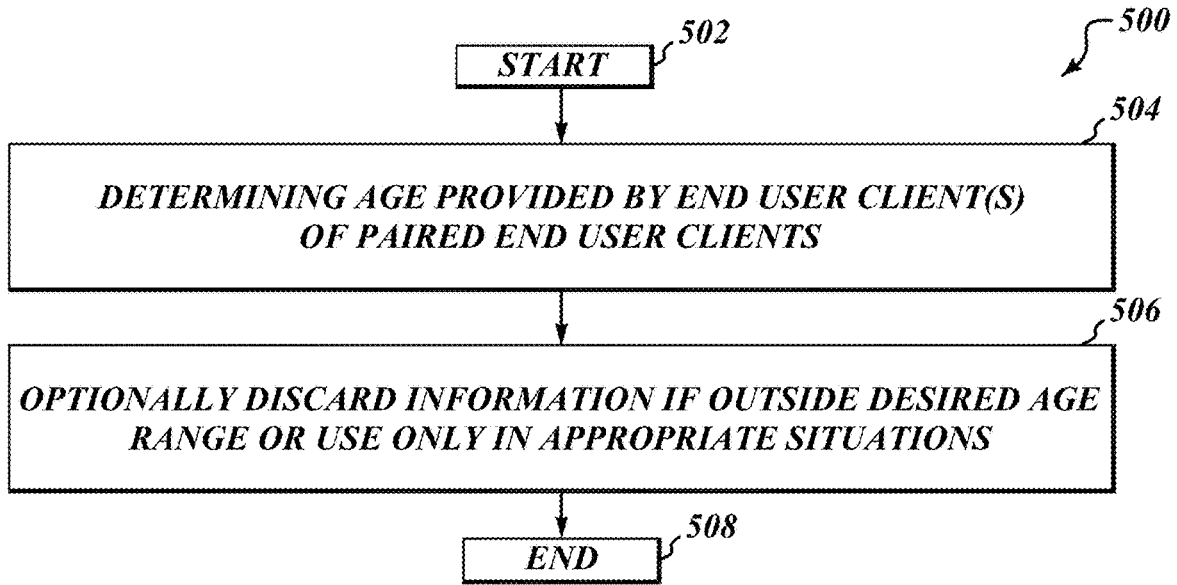 500
502
START
504
DETERMINING AGE PROVIDED BY END USER CLIENT(S)
OF PAIRED END USER CLIENTS
506
OPTIONALLY DISCARD INFORMATION IF OUTSIDE DESIRED AGE
RANGE OR USE ONLY IN APPROPRIATE SITUATIONS
508
END